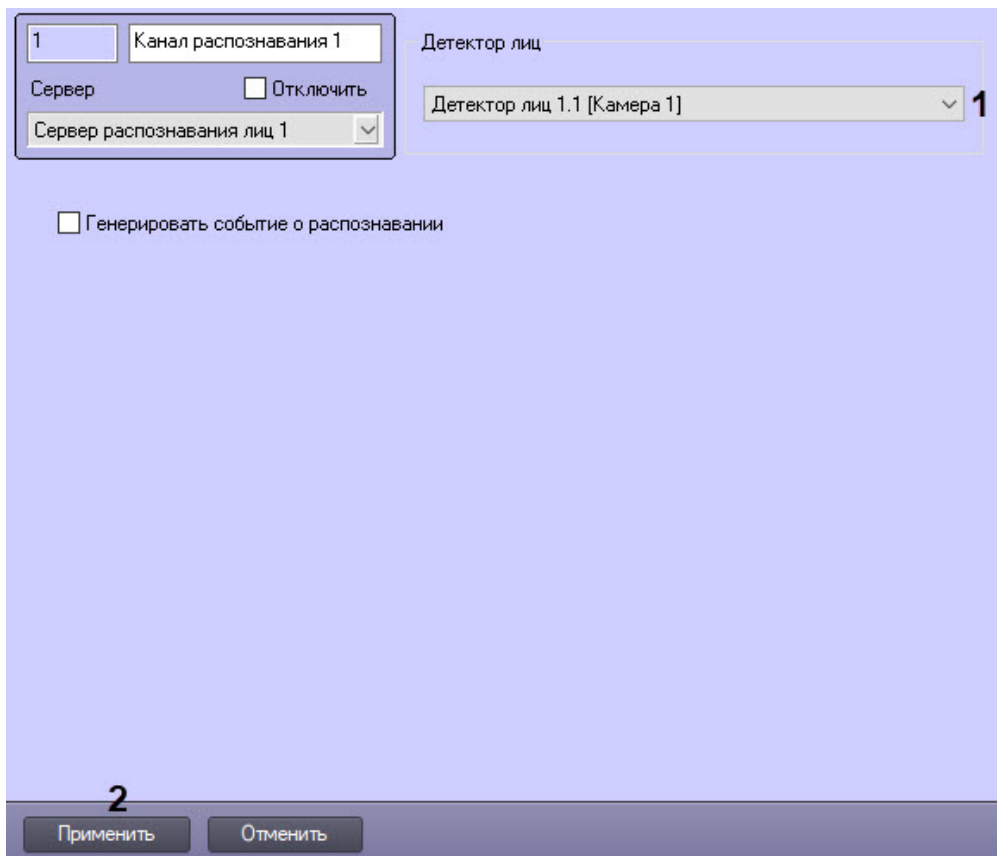 1
Канал распознавания 1
Сервер
Отключить
Сервер распознавания лиц 1
Детектор лиц
Детектор лиц 1.1 [Камера 1]
1
Генерировать событие о распознавании
2
Применить
Отменить